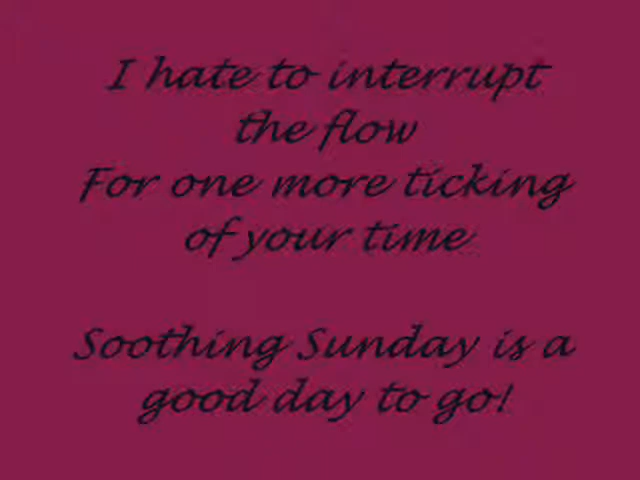 I hate to interrupt
the flow
For one more ticking
of your time
Soothing Sunday is a
good day to go!